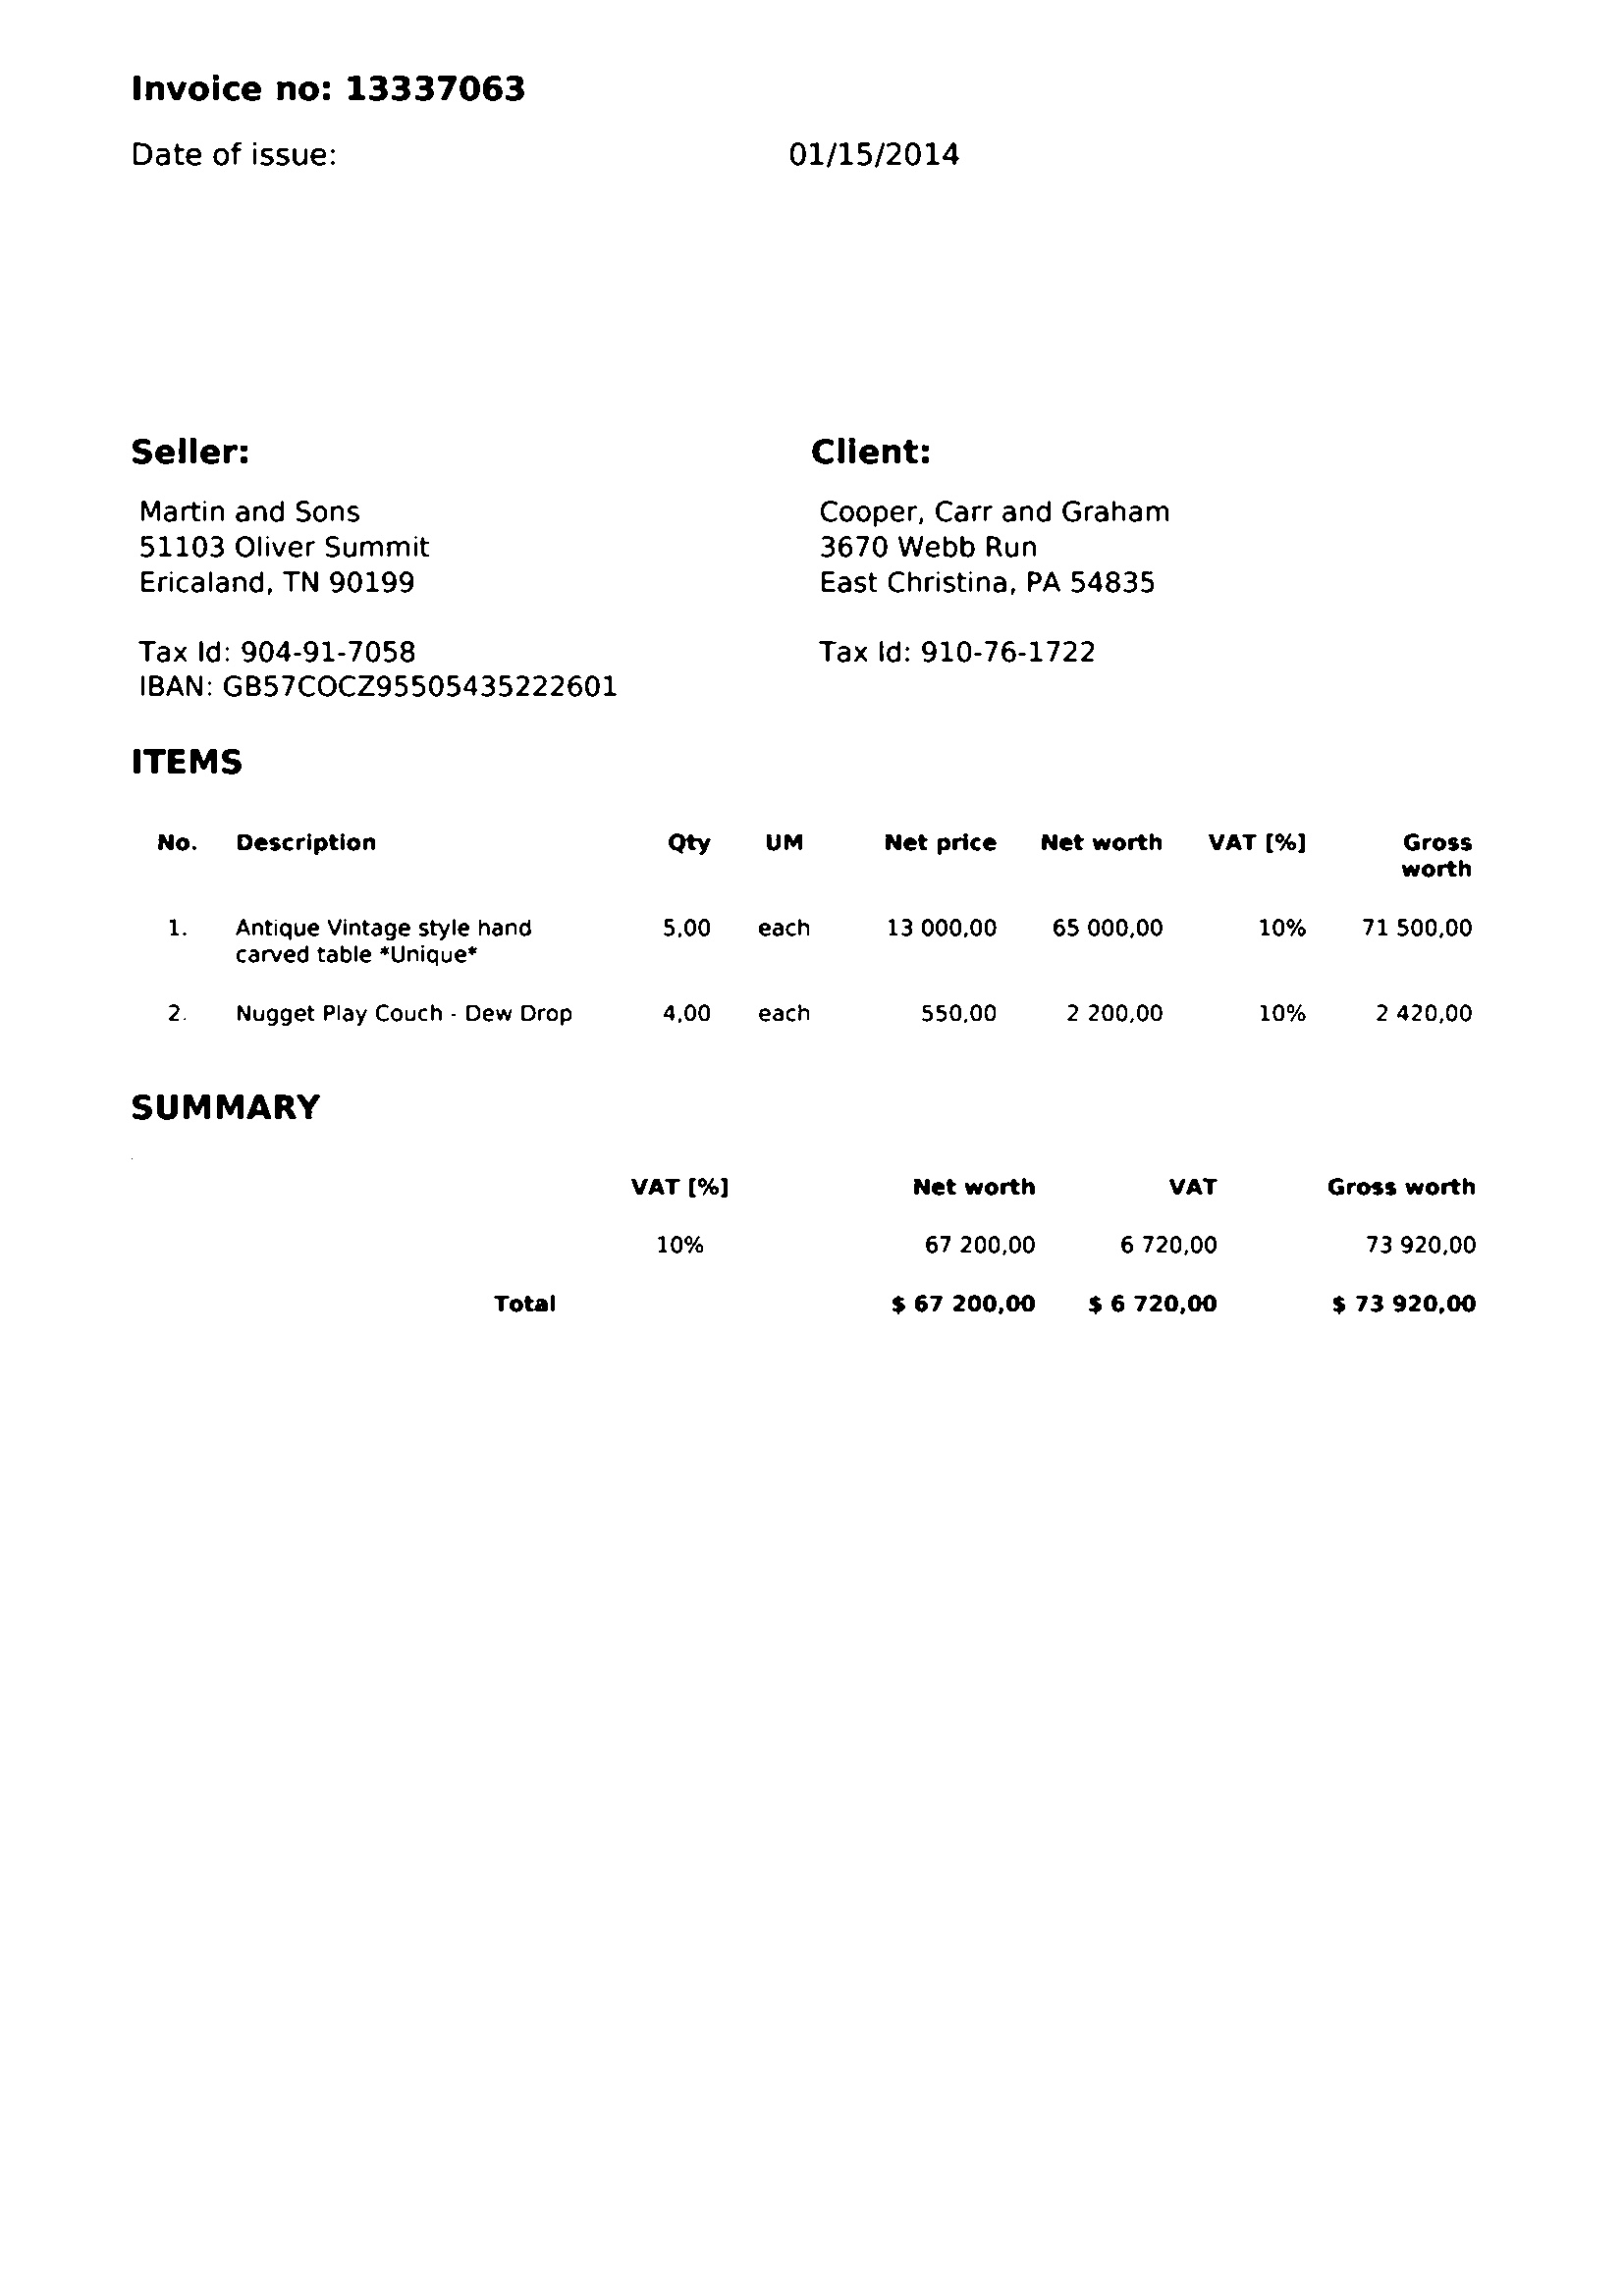 Invoice no: 13337063
Date of issue: 01/15/2014
Seller: Client:
Martin and Sons Cooper, Carr and Graham
51103 Oliver Summit 3670 Webb Run
Ericaland, TN 90199 East Christina, PA 54835
Tax Id: 904-91-7058 Tax Id: 910-76-1722
IBAN: GB57COCZ95505435222601
ITEMS
No. Description Qty UM Net price Net worth VAT [%] Gross
worth
1. Antique Vintage style hand 5,00 each 13 000,00 65 000,00 10% 71 500,00
carved table *Unique*
2. Nugget Play Couch - Dew Drop 4,00 each 550,00 2 200,00 10% 2 420,00
SUMMARY
VAT [%] Net worth VAT Gross worth
10% 67 200,00 6 720,00 73 920,00
Total $ 67 200,00 $ 6 720,00 $ 73 920,00